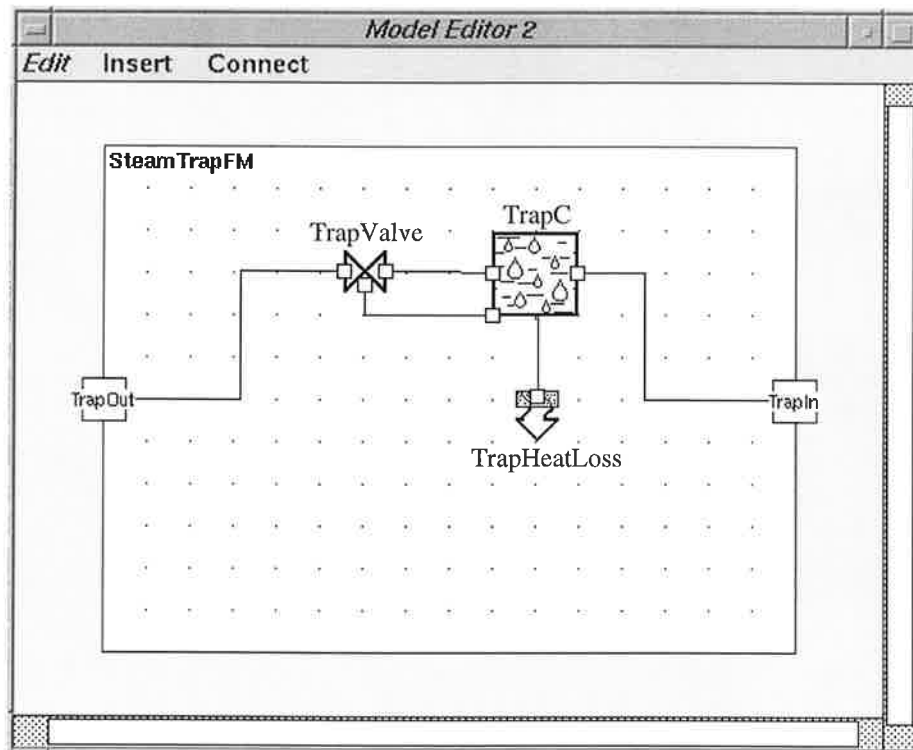 Model Editor 2
Edit Insert Connect
SteamTrapFM
TrapC
TrapValve
TrapOut
TrapIn
TrapHeatLoss